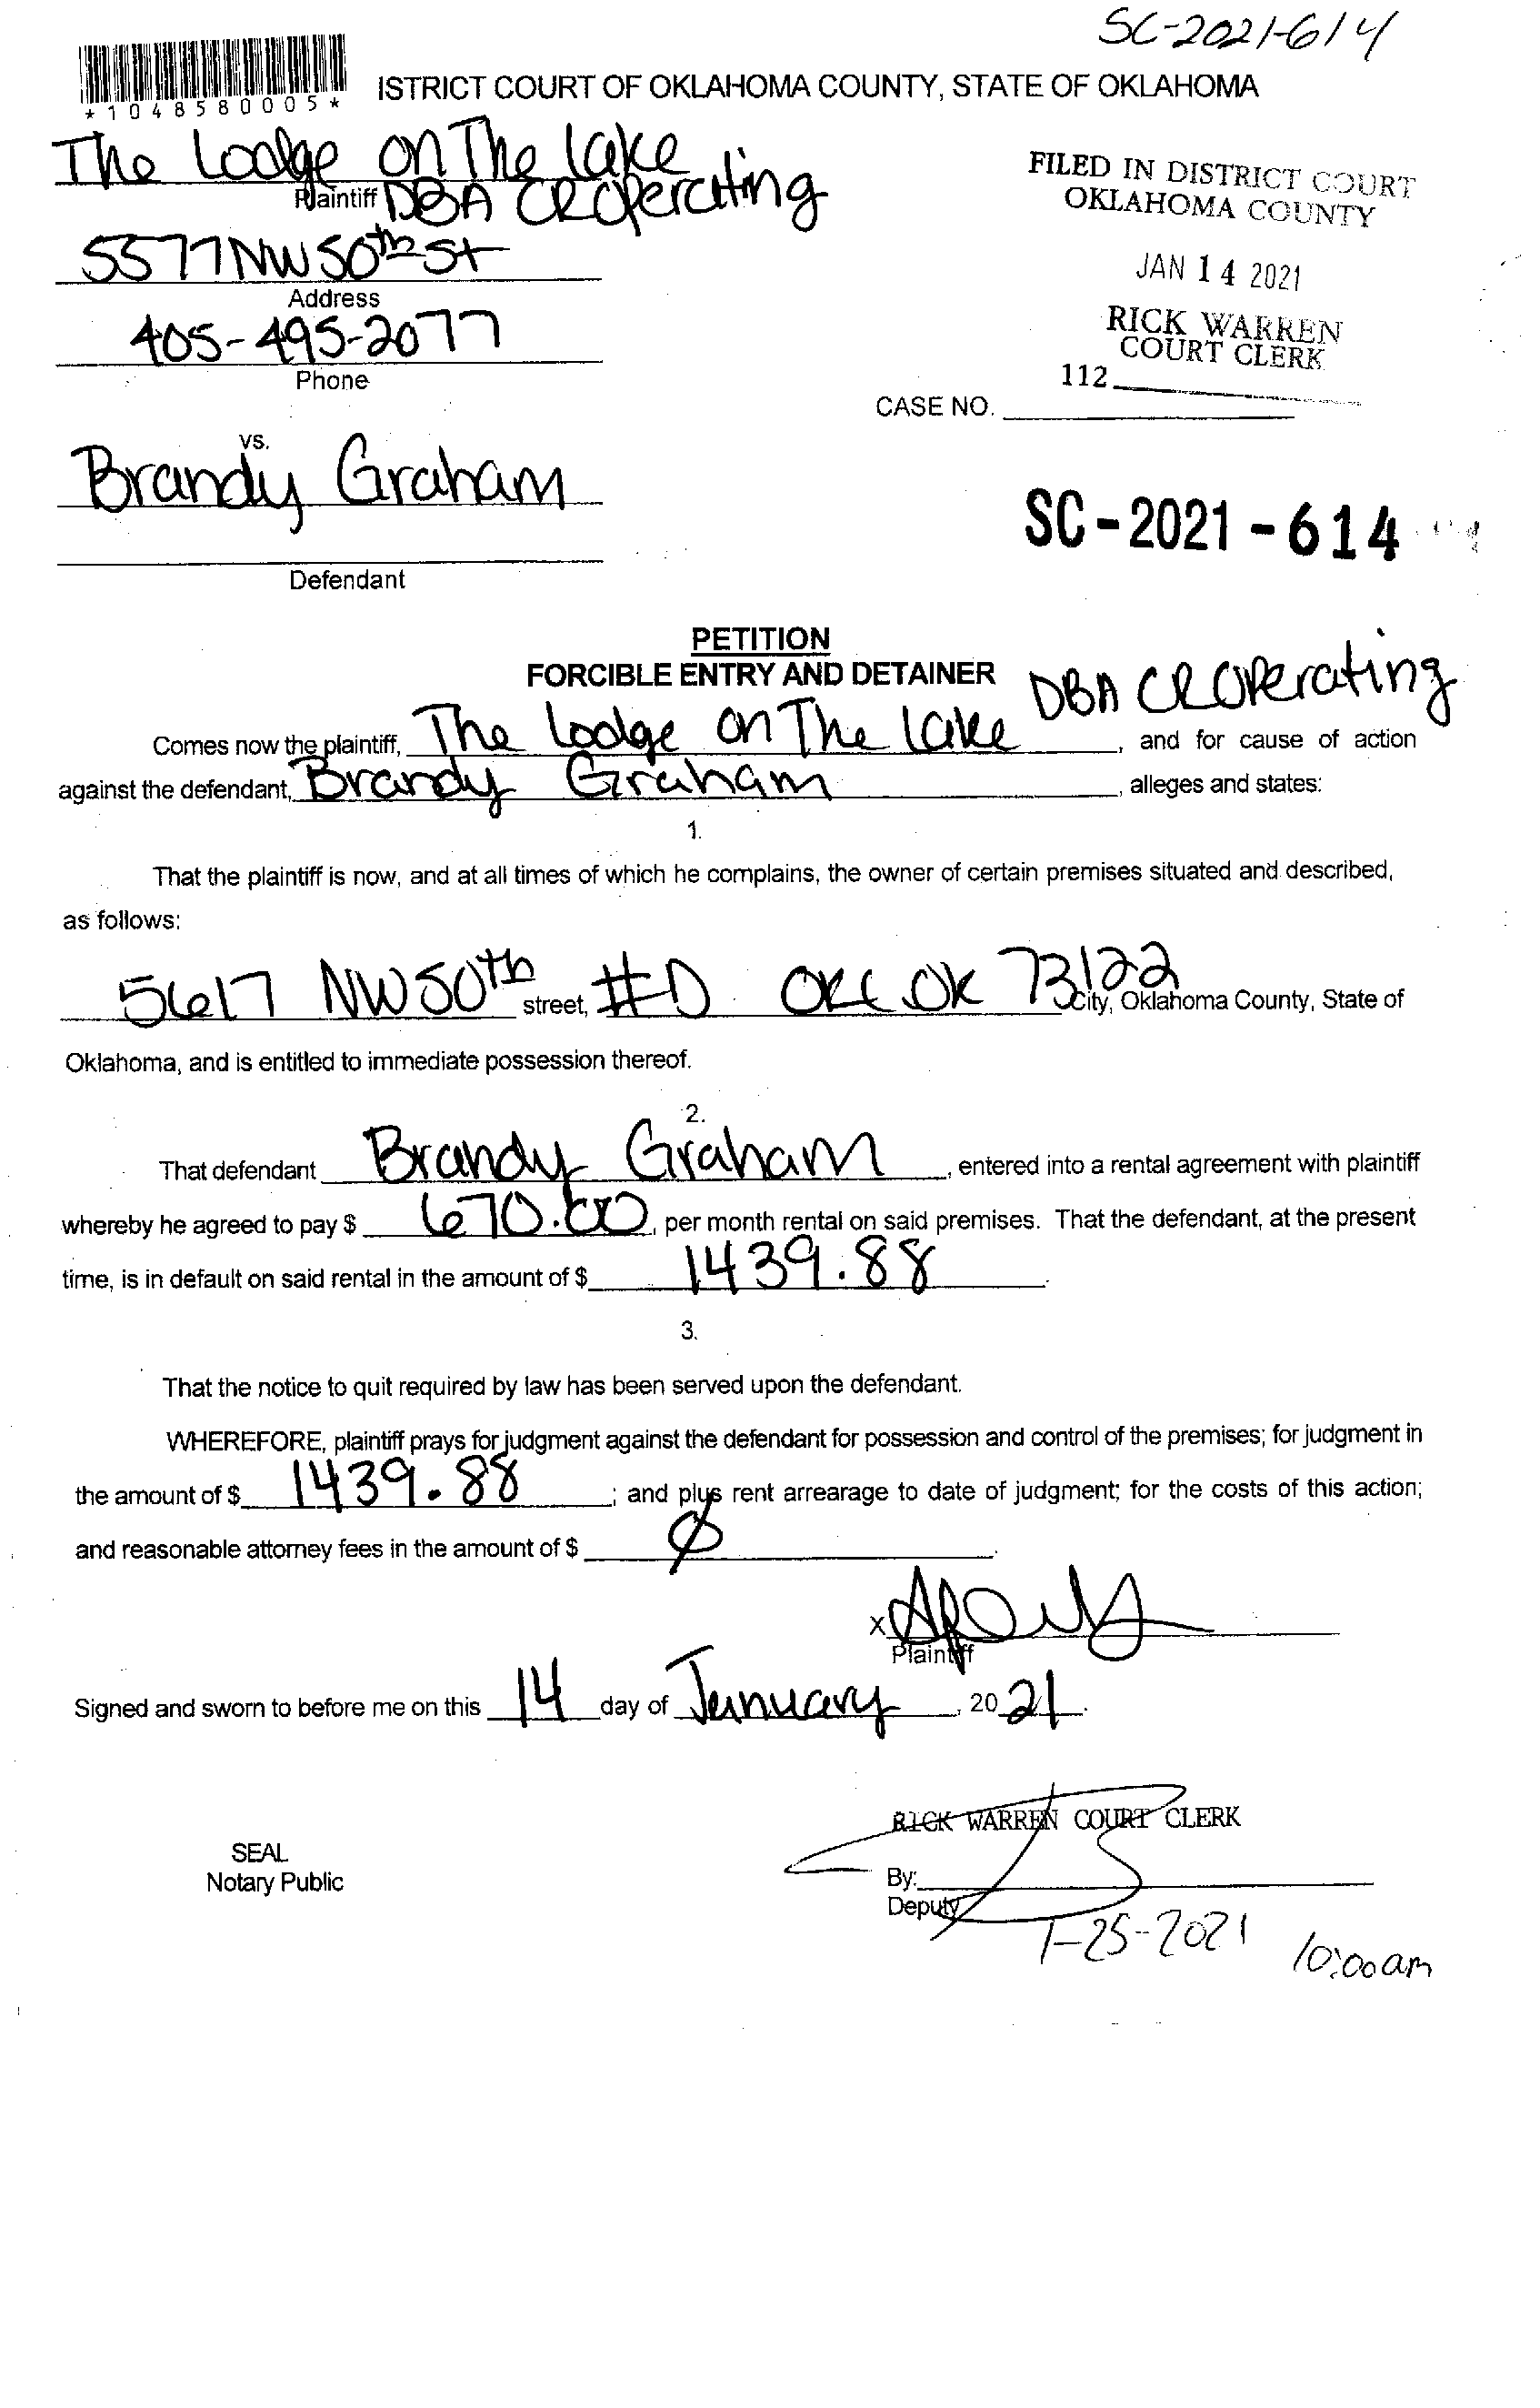 SC-2021-614
*1048580005*
ISTRICT COURT OF OKLAHOMA COUNTY, STATE OF OKLAHOMA
The Lodge on The Lake
Plaintiff DBA CR Operating
FILED IN DISTRICT COURT
OKLAHOMA COUNTY
5577 NW 50th St
Address
JAN 14 2021
405-495-2077
Phone
RICK WARREN
COURT CLERK
112
CASE NO.
vs.
Brandy Graham
SC-2021-614
Defendant
PETITION
FORCIBLE ENTRY AND DETAINER
DBA CR Operating
Comes now the plaintiff, The Lodge on The Lake, and for cause of action
against the defendant, Brandy Graham, alleges and states:
1.
That the plaintiff is now, and at all times of which he complains, the owner of certain premises situated and described,
as follows:
5617 NW 50th street, #D OKC OK 73122 City, Oklahoma County, State of
Oklahoma, and is entitled to immediate possession thereof.
2.
That defendant Brandy Graham, entered into a rental agreement with plaintiff
whereby he agreed to pay $ 670.00, per month rental on said premises. That the defendant, at the present
time, is in default on said rental in the amount of $ 1439.88.
3.
That the notice to quit required by law has been served upon the defendant.
WHEREFORE, plaintiff prays for judgment against the defendant for possession and control of the premises; for judgment in
the amount of $ 1439.88; and plus rent arrearage to date of judgment; for the costs of this action;
and reasonable attorney fees in the amount of $ Ø.
X
Plaintiff
Signed and sworn to before me on this 14 day of January, 2021.
RICK WARREN COURT CLERK
SEAL
Notary Public
By:
Deputy
1-25-2021 10:00am